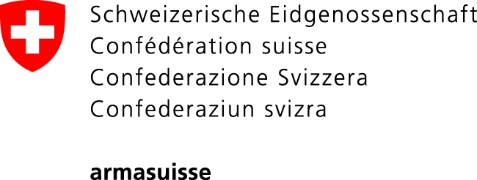 Schweizerische Eidgenossenschaft
Confédération suisse
Confederazione Svizzera
Confederaziun svizra
armasuisse